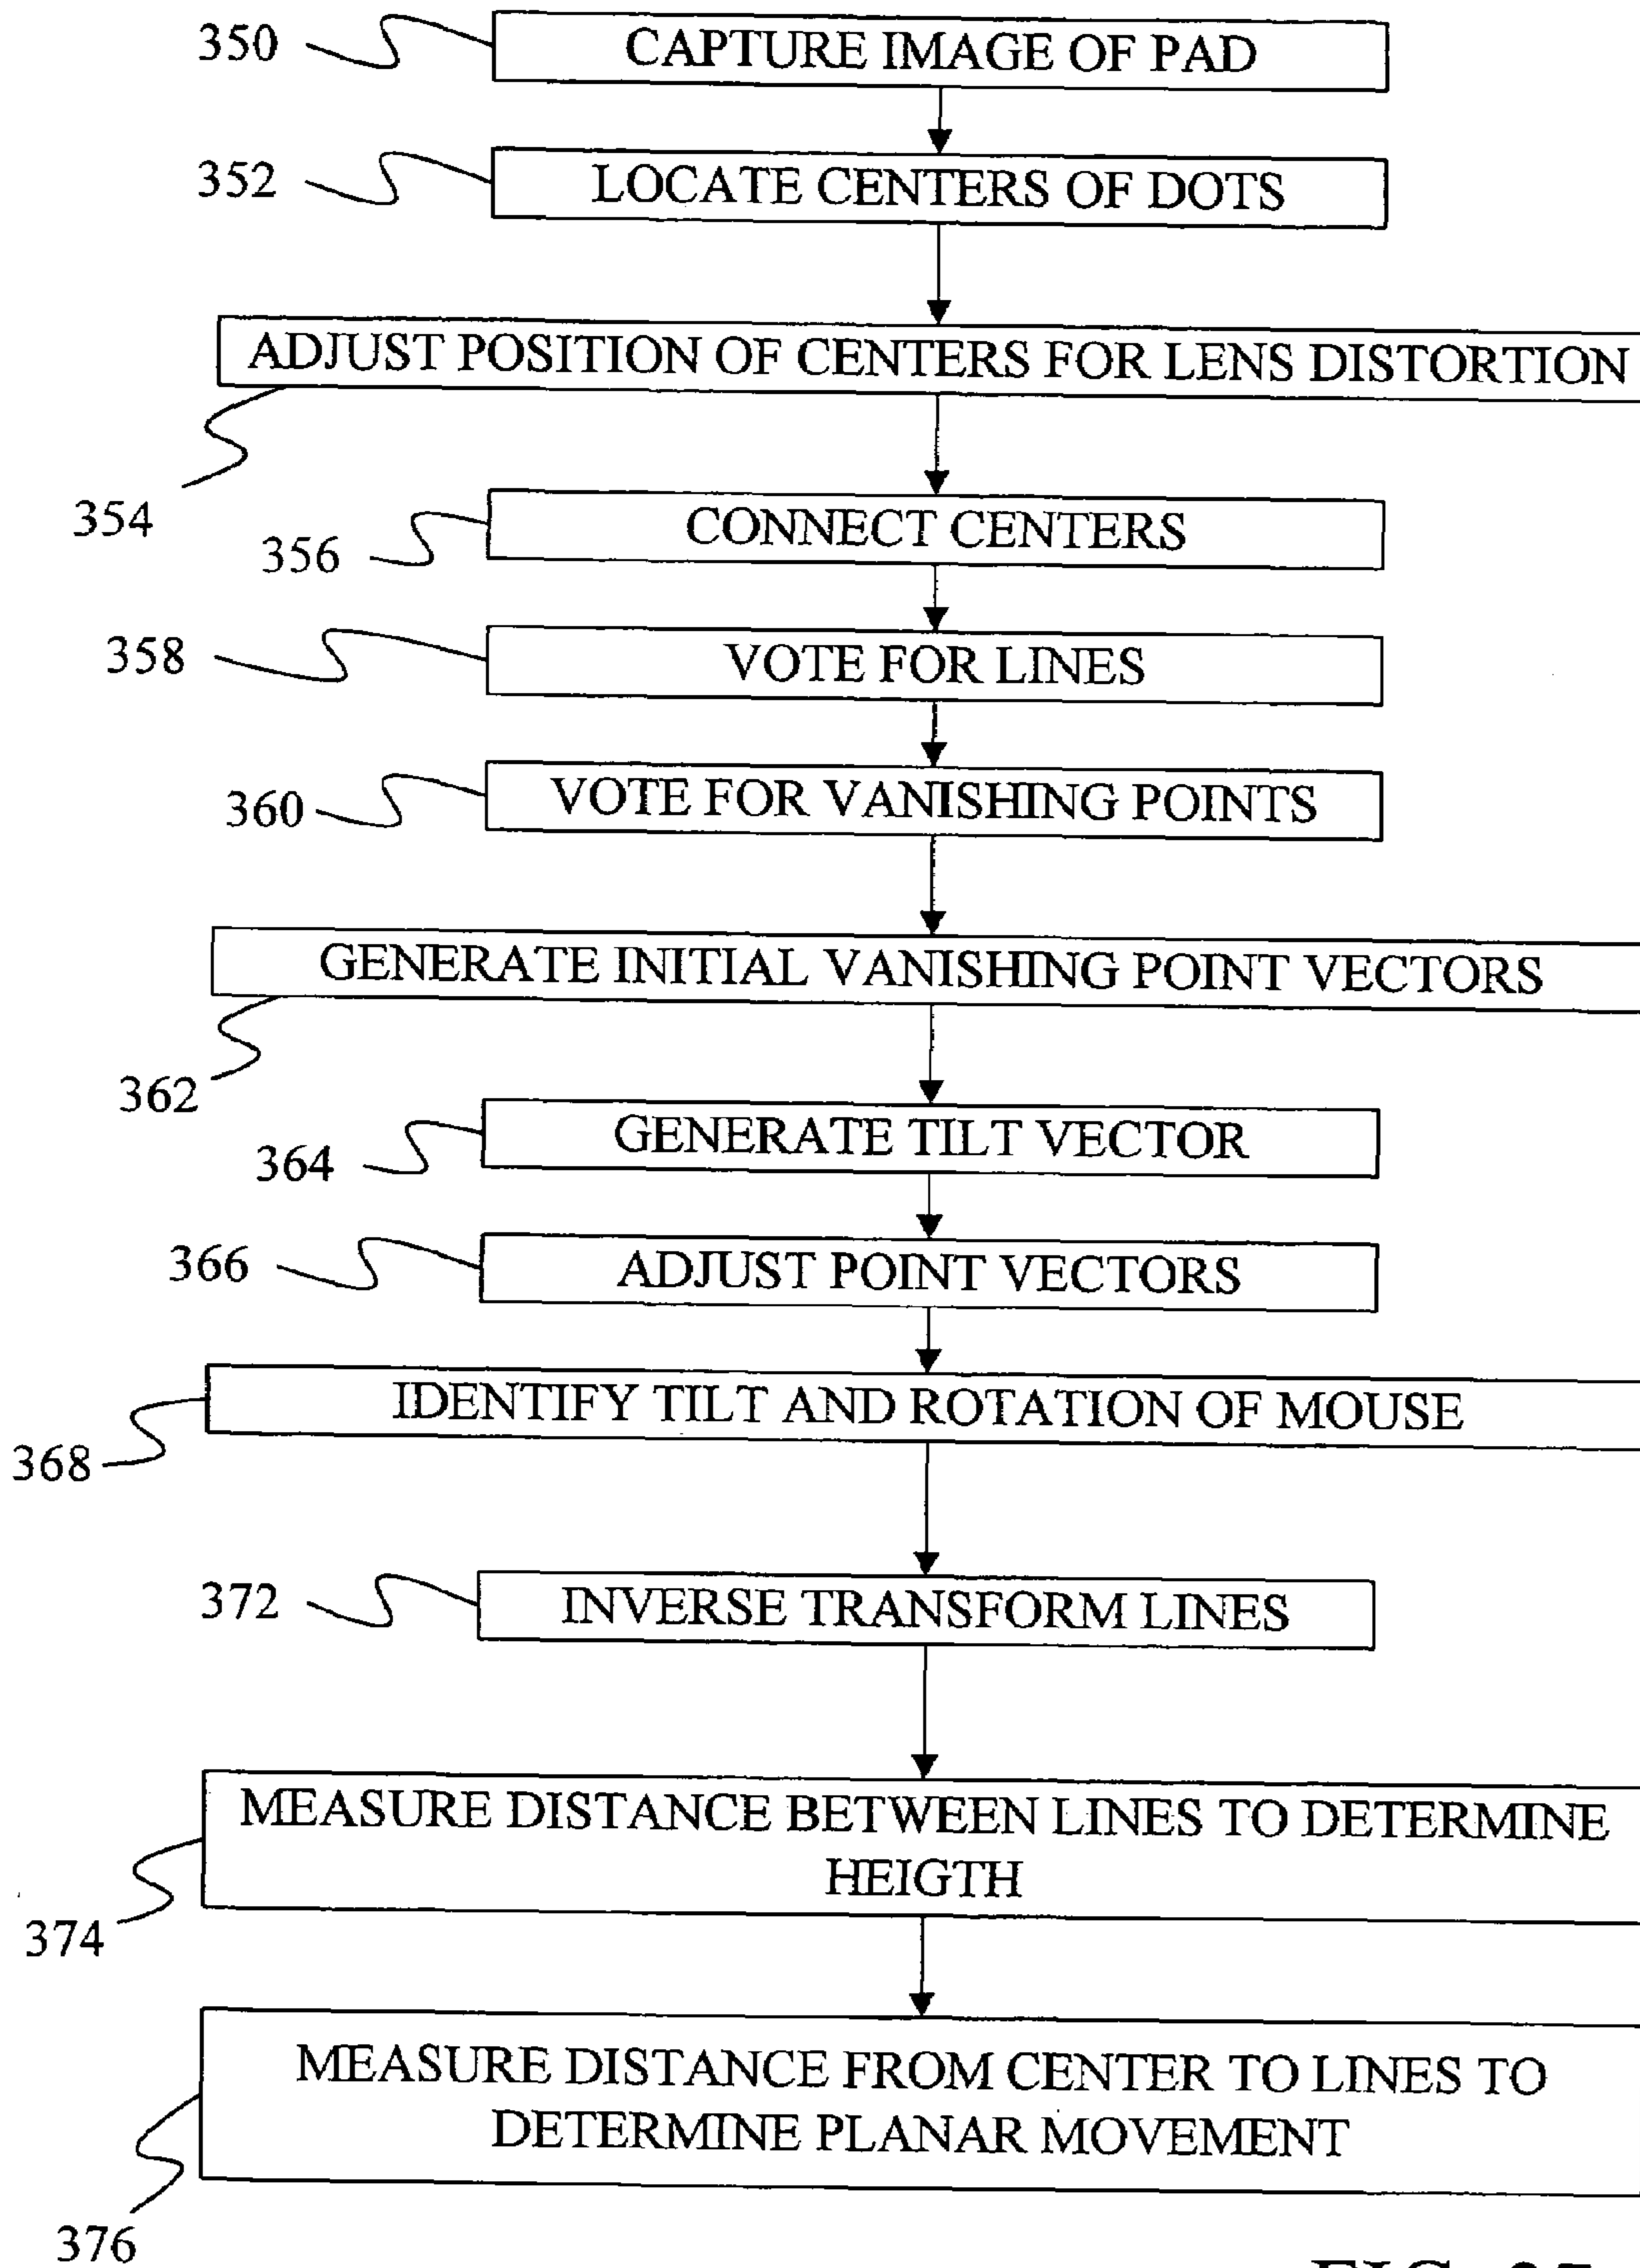 350 CAPTURE IMAGE OF PAD
352 LOCATE CENTERS OF DOTS
ADJUST POSITION OF CENTERS FOR LENS DISTORTION
354
356 CONNECT CENTERS
358 VOTE FOR LINES
360 VOTE FOR VANISHING POINTS
GENERATE INITIAL VANISHING POINT VECTORS
362
364 GENERATE TILT VECTOR
366 ADJUST POINT VECTORS
IDENTIFY TILT AND ROTATION OF MOUSE
368
372 INVERSE TRANSFORM LINES
MEASURE DISTANCE BETWEEN LINES TO DETERMINE
HEIGTH
374
MEASURE DISTANCE FROM CENTER TO LINES TO
DETERMINE PLANAR MOVEMENT
376